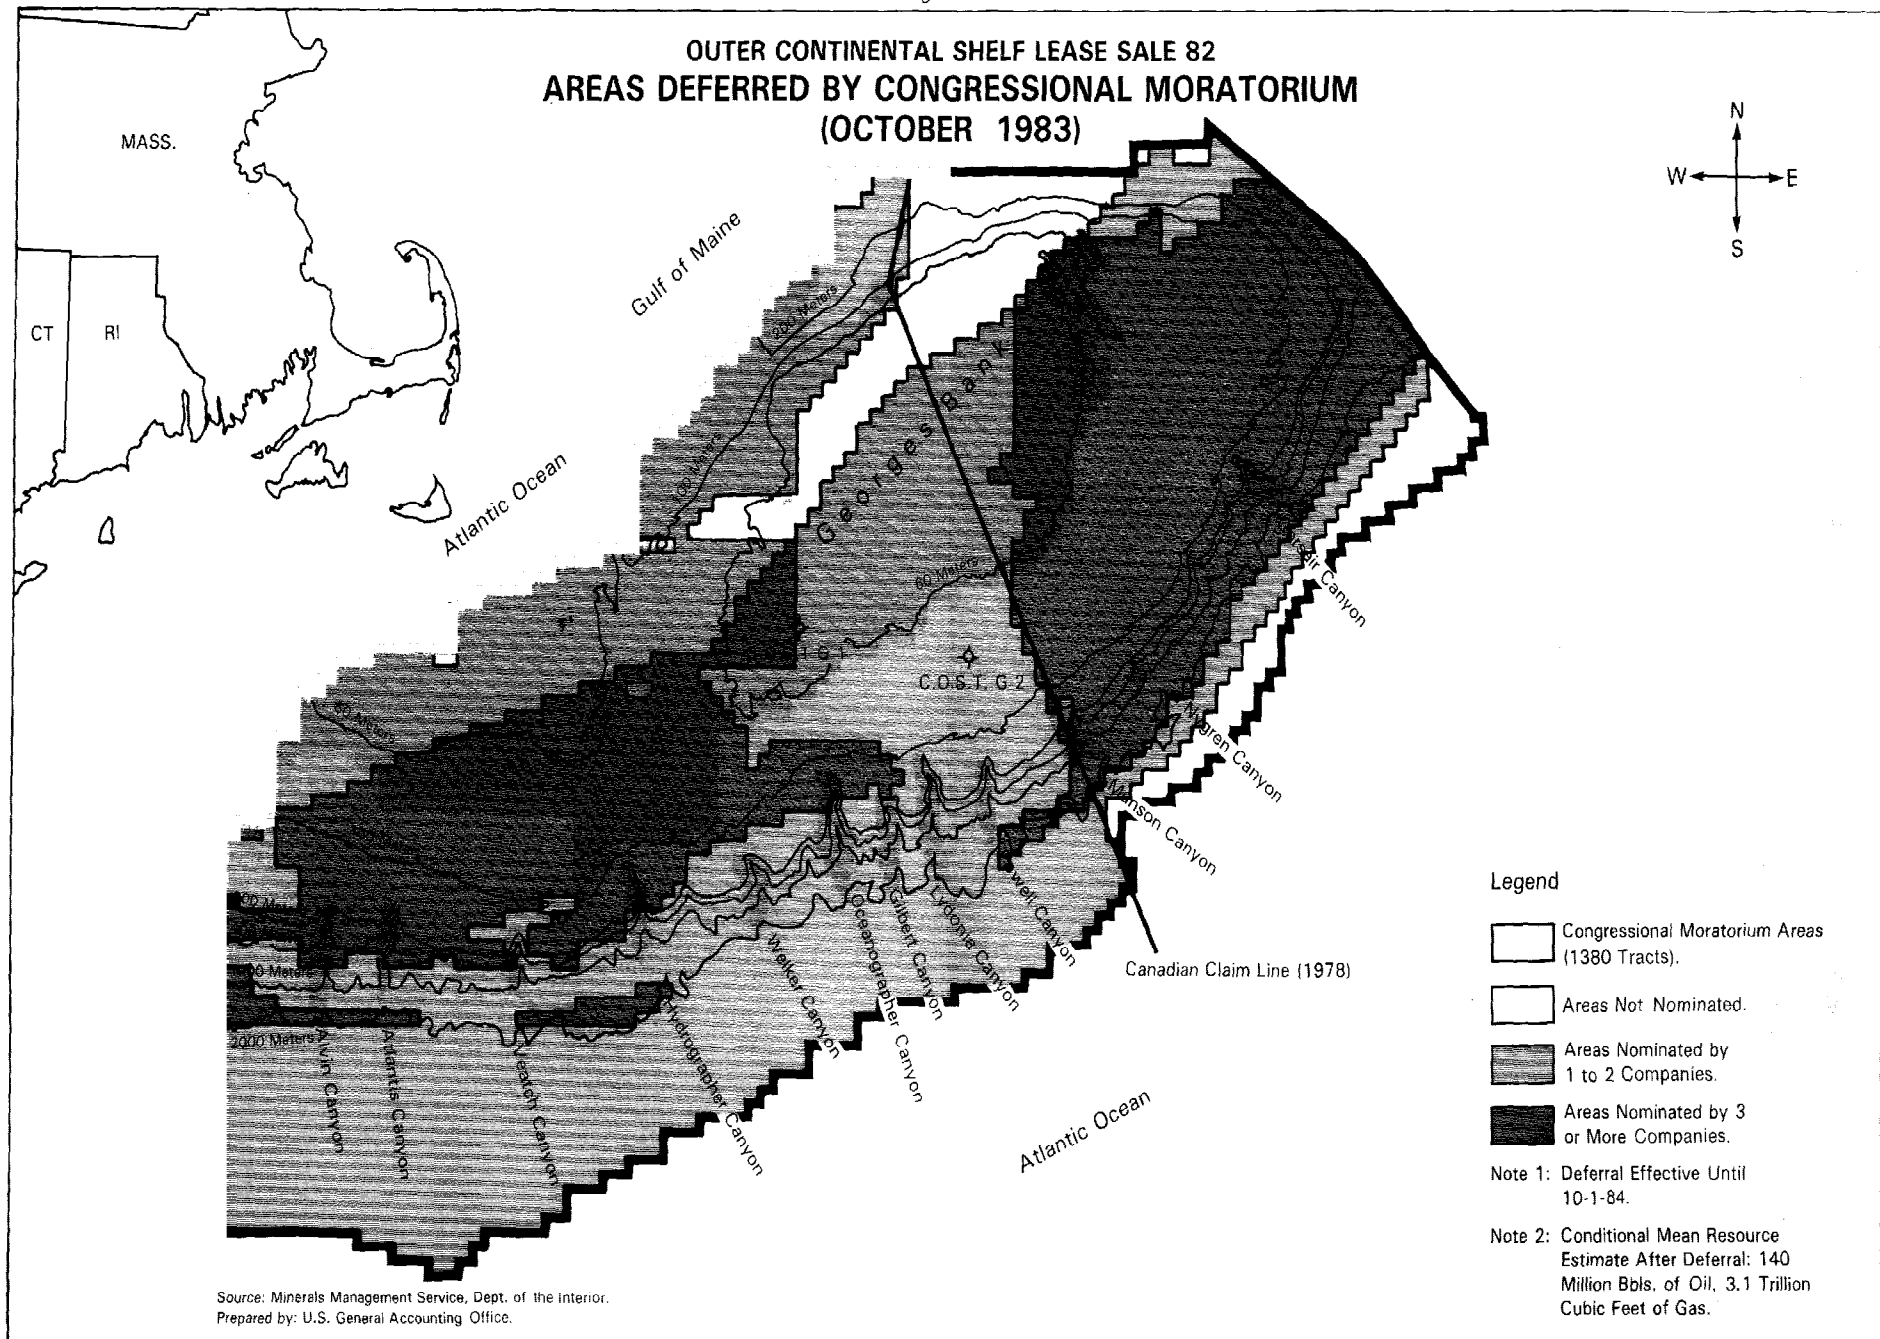 OUTER CONTINENTAL SHELF LEASE SALE 82
AREAS DEFERRED BY CONGRESSIONAL MORATORIUM
(OCTOBER 1983)
N
W E
S
MASS.
CT
RI
Gulf of Maine
Atlantic Ocean
200 Meters
100 Meters
Georges Bank
60 Meters
C.O.S.T. G 2
60 Meters
Canyon
Nygren Canyon
Munson Canyon
Powell Canyon
Lydonia Canyon
Gilbert Canyon
Oceanographer Canyon
Welker Canyon
Hydrographer Canyon
Veatch Canyon
Atlantis Canyon
Alvin Canyon
2000 Meters
Canadian Claim Line (1978)
Atlantic Ocean
Legend
Congressional Moratorium Areas
(1380 Tracts).
Areas Not Nominated.
Areas Nominated by
1 to 2 Companies.
Areas Nominated by 3
or More Companies.
Note 1: Deferral Effective Until
10-1-84.
Note 2: Conditional Mean Resource
Estimate After Deferral: 140
Million Bbls. of Oil, 3.1 Trillion
Cubic Feet of Gas.
Source: Minerals Management Service, Dept. of the Interior.
Prepared by: U.S. General Accounting Office.